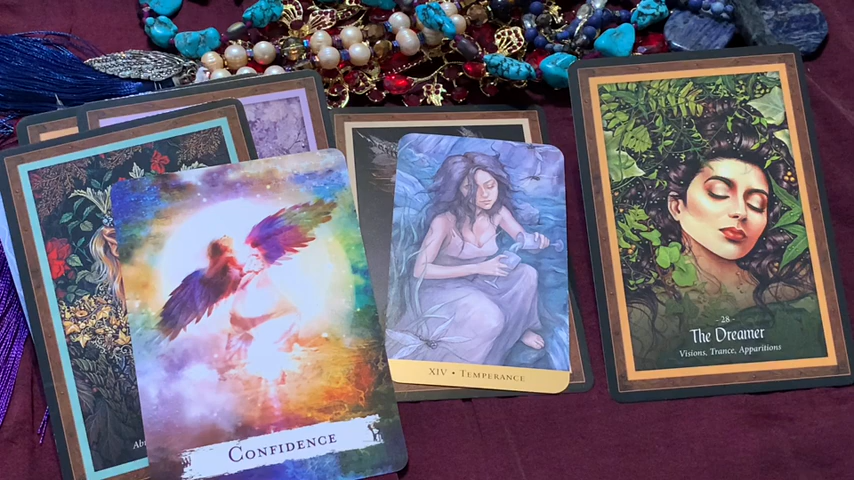 CONFIDENCE
XIV • TEMPERANCE
- 28 -
The Dreamer
Visions, Trance, Apparitions